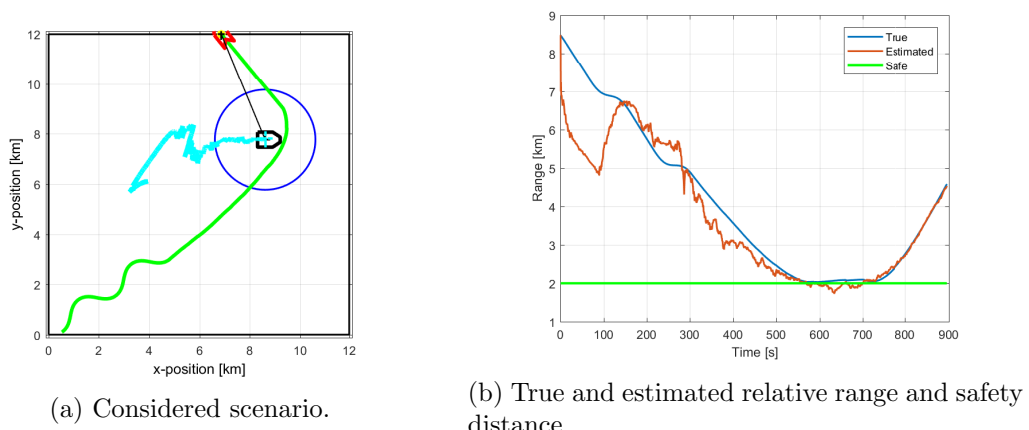 12
10
8
6
4
2
0
y-position [km]
0 2 4 6 8 10 12
x-position [km]
(a) Considered scenario.
9
8
7
6
5
4
3
2
1
Range [km]
True
Estimated
Safe
0 100 200 300 400 500 600 700 800 900
Time [s]
(b) True and estimated relative range and safety
distance